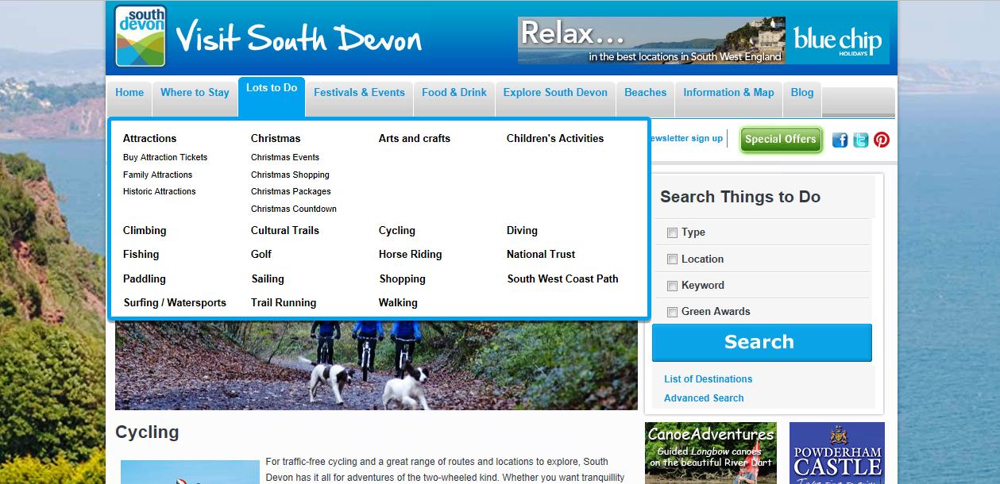 south
devon
Visit South Devon
Relax...
in the best locations in South West England
blue chip
HOLIDAYS
Home
Where to Stay
Lots to Do
Festivals & Events
Food & Drink
Explore South Devon
Beaches
Information & Map
Blog
ewsletter sign up
Special Offers
Attractions
Buy Attraction Tickets
Family Attractions
Historic Attractions
Christmas
Christmas Events
Christmas Shopping
Christmas Packages
Christmas Countdown
Arts and crafts
Children's Activities
Climbing
Cultural Trails
Cycling
Diving
Fishing
Golf
Horse Riding
National Trust
Paddling
Sailing
Shopping
South West Coast Path
Surfing / Watersports
Trail Running
Walking
Search Things to Do
Type
Location
Keyword
Green Awards
Search
List of Destinations
Advanced Search
Cycling
For traffic-free cycling and a great range of routes and locations to explore, South
Devon has it all for adventures of the two-wheeled kind. Whether you want tranquillity
CanoeAdventures
Guided Longbow canoes
on the beautiful River Dart
POWDERHAM
CASTLE